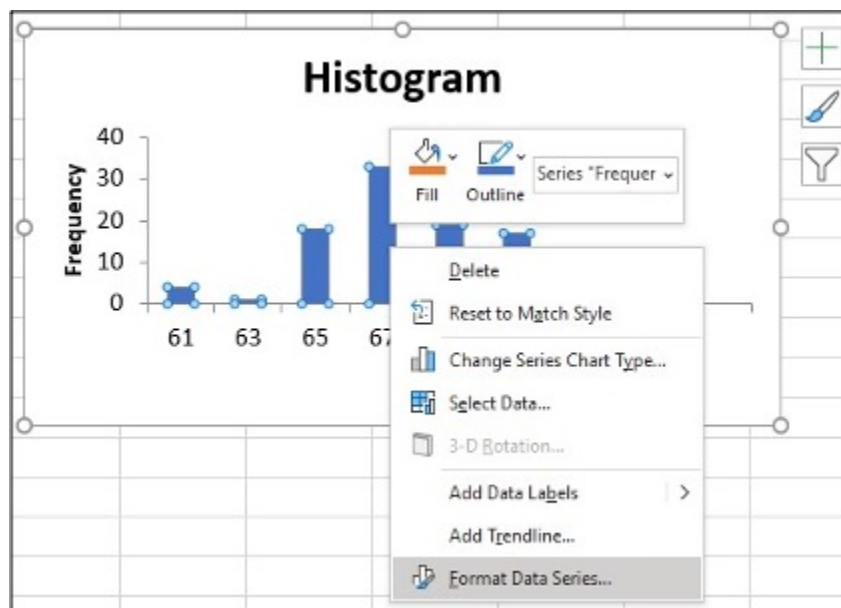 Histogram
Frequency
40
30
20
10
0
61 63 65 67
Fill Outline Series "Frequer
Delete
Reset to Match Style
Change Series Chart Type...
Select Data...
3-D Rotation...
Add Data Labels
Add Trendline...
Format Data Series...